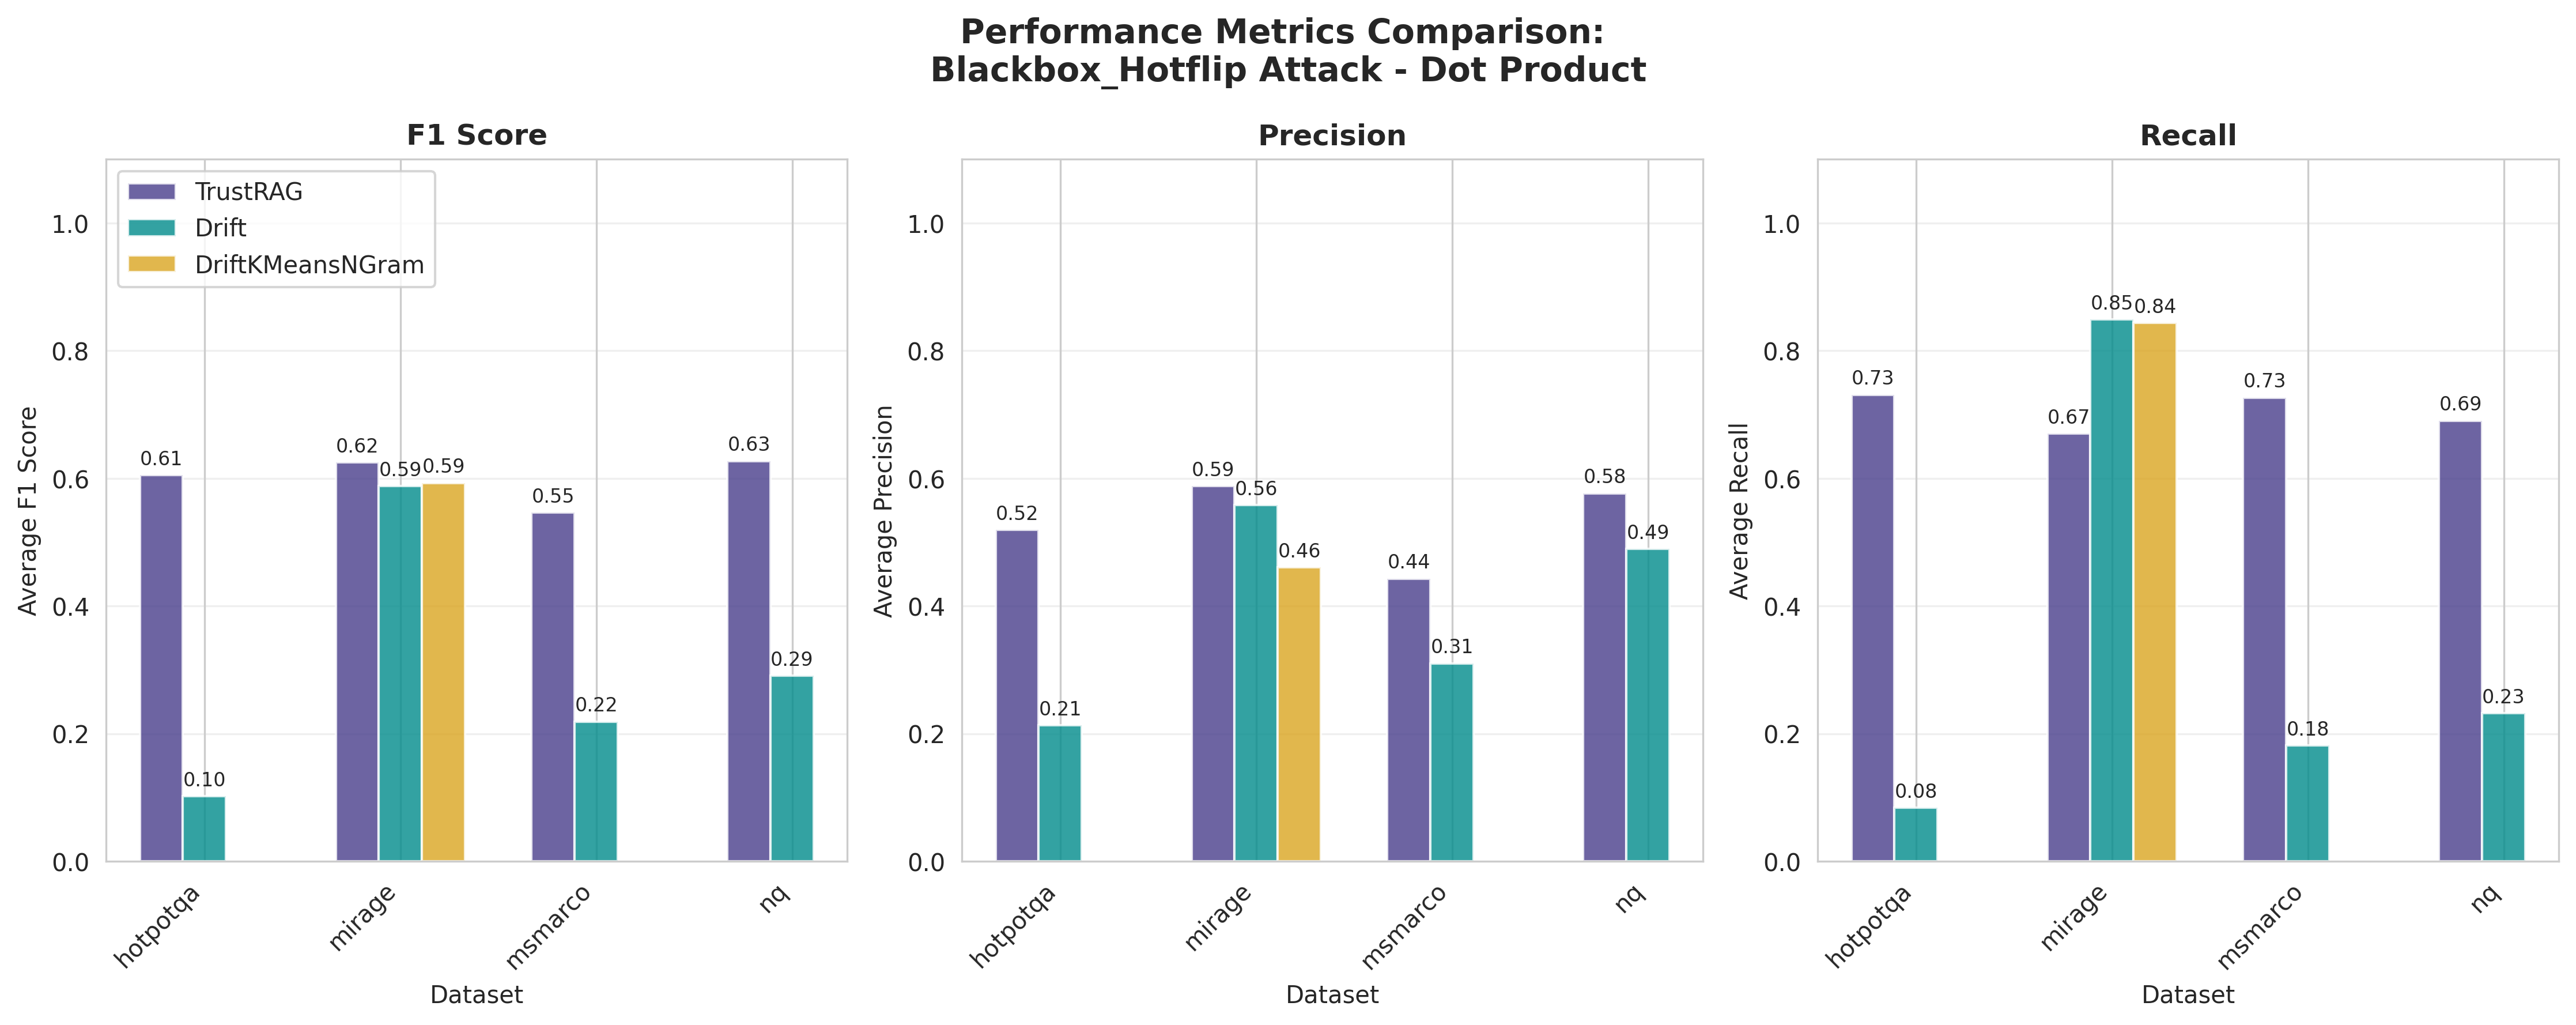 Performance Metrics Comparison:
Blackbox_Hotflip Attack - Dot Product
F1 Score
TrustRAG
Drift
DriftKMeansNGram
Average F1 Score
1.0
0.8
0.6
0.4
0.2
0.0
0.61
0.10
0.62
0.59
0.59
0.55
0.22
0.63
0.29
hotpotqa
mirage
msmarco
nq
Dataset
Precision
Average Precision
1.0
0.8
0.6
0.4
0.2
0.0
0.52
0.21
0.59
0.56
0.46
0.44
0.31
0.58
0.49
hotpotqa
mirage
msmarco
nq
Dataset
Recall
Average Recall
1.0
0.8
0.6
0.4
0.2
0.0
0.73
0.08
0.67
0.85
0.84
0.73
0.18
0.69
0.23
hotpotqa
mirage
msmarco
nq
Dataset